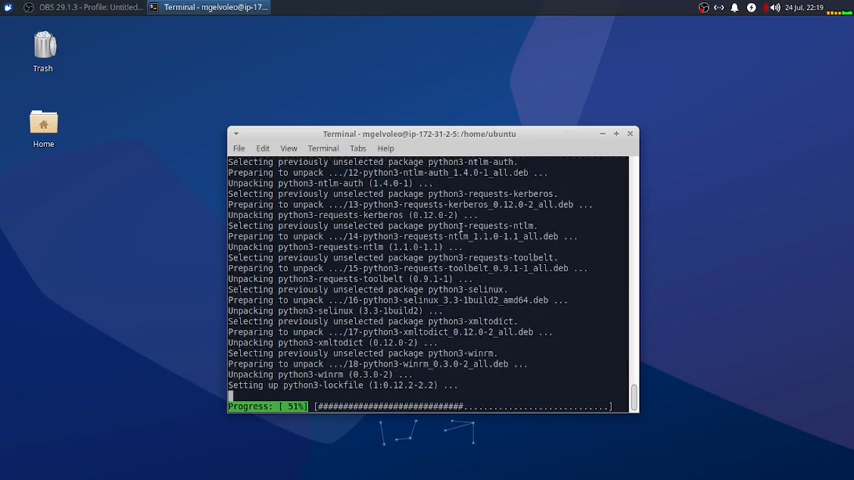 OBS 29.1.3 - Profile: Untitled...
Terminal - mgelvoleo@ip-17...
24 Jul, 22:19
Trash
Home
Terminal - mgelvoleo@ip-172-31-2-5: /home/ubuntu
File Edit View Terminal Tabs Help
Selecting previously unselected package python3-ntlm-auth.
Preparing to unpack .../12-python3-ntlm-auth_1.4.0-1_all.deb ...
Unpacking python3-ntlm-auth (1.4.0-1) ...
Selecting previously unselected package python3-requests-kerberos.
Preparing to unpack .../13-python3-requests-kerberos_0.12.0-2_all.deb ...
Unpacking python3-requests-kerberos (0.12.0-2) ...
Selecting previously unselected package python3-requests-ntlm.
Preparing to unpack .../14-python3-requests-ntlm_1.1.0-1.1_all.deb ...
Unpacking python3-requests-ntlm (1.1.0-1.1) ...
Selecting previously unselected package python3-requests-toolbelt.
Preparing to unpack .../15-python3-requests-toolbelt_0.9.1-1_all.deb ...
Unpacking python3-requests-toolbelt (0.9.1-1) ...
Selecting previously unselected package python3-selinux.
Preparing to unpack .../16-python3-selinux_3.3-1build2_amd64.deb ...
Unpacking python3-selinux (3.3-1build2) ...
Selecting previously unselected package python3-xmltodict.
Preparing to unpack .../17-python3-xmltodict_0.12.0-2_all.deb ...
Unpacking python3-xmltodict (0.12.0-2) ...
Selecting previously unselected package python3-winrm.
Preparing to unpack .../18-python3-winrm_0.3.0-2_all.deb ...
Unpacking python3-winrm (0.3.0-2) ...
Setting up python3-lockfile (1:0.12.2-2.2) ...
Progress: [ 51%] [#############################.............................]